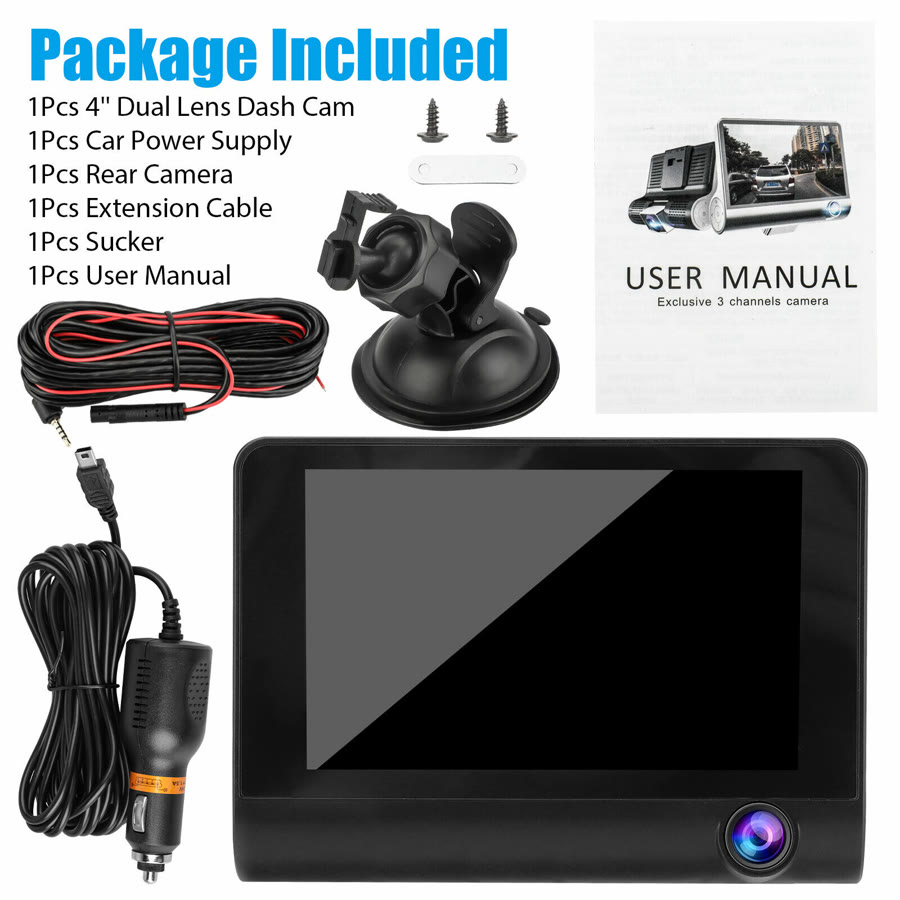 Package Included
1Pcs 4'' Dual Lens Dash Cam
1Pcs Car Power Supply
1Pcs Rear Camera
1Pcs Extension Cable
1Pcs Sucker
1Pcs User Manual
USER MANUAL
Exclusive 3 channels camera